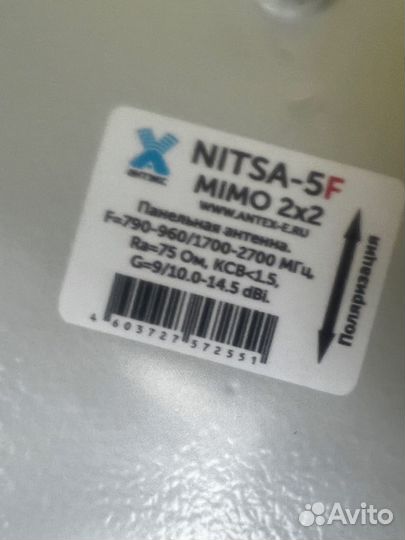 АНТЭКС
NITSA-5F
MIMO 2x2
WWW.ANTEX-E.RU
Панельная антенна.
F=790-960/1700-2700 МГц,
Ra=75 Ом, КСВ<1.5,
G=9/10.0-14.5 dBi.
4 603727 572551
Поляризация
Avito